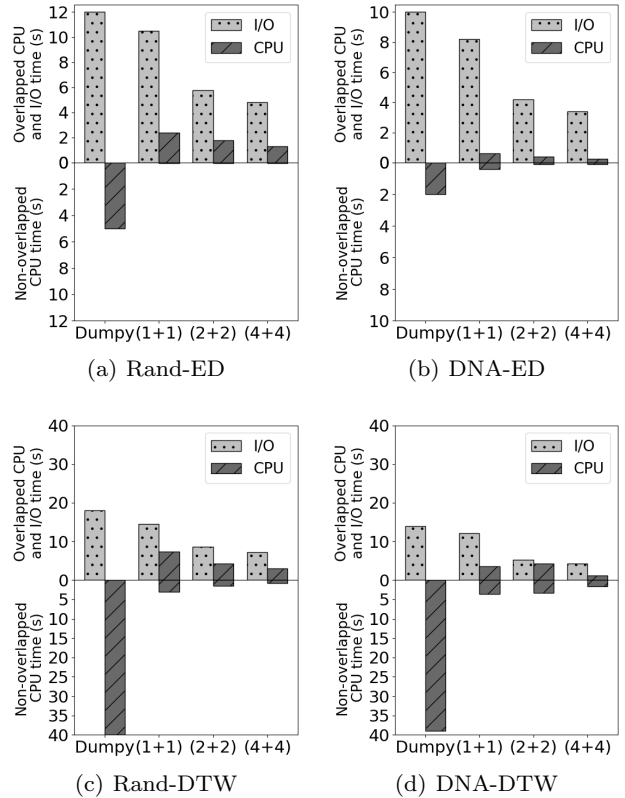 Overlapped CPU
and I/O time (s)
Non-overlapped
CPU time (s)
12
10
8
6
4
2
0
2
4
6
8
10
12
I/O
CPU
Dumpy (1+1) (2+2) (4+4)
(a) Rand-ED
Overlapped CPU
and I/O time (s)
Non-overlapped
CPU time (s)
10
8
6
4
2
0
2
4
6
8
10
I/O
CPU
Dumpy (1+1) (2+2) (4+4)
(b) DNA-ED
Overlapped CPU
and I/O time (s)
Non-overlapped
CPU time (s)
40
30
20
10
0
5
10
15
20
25
30
35
40
I/O
CPU
Dumpy (1+1) (2+2) (4+4)
(c) Rand-DTW
Overlapped CPU
and I/O time (s)
Non-overlapped
CPU time (s)
40
30
20
10
0
5
10
15
20
25
30
35
40
I/O
CPU
Dumpy (1+1) (2+2) (4+4)
(d) DNA-DTW